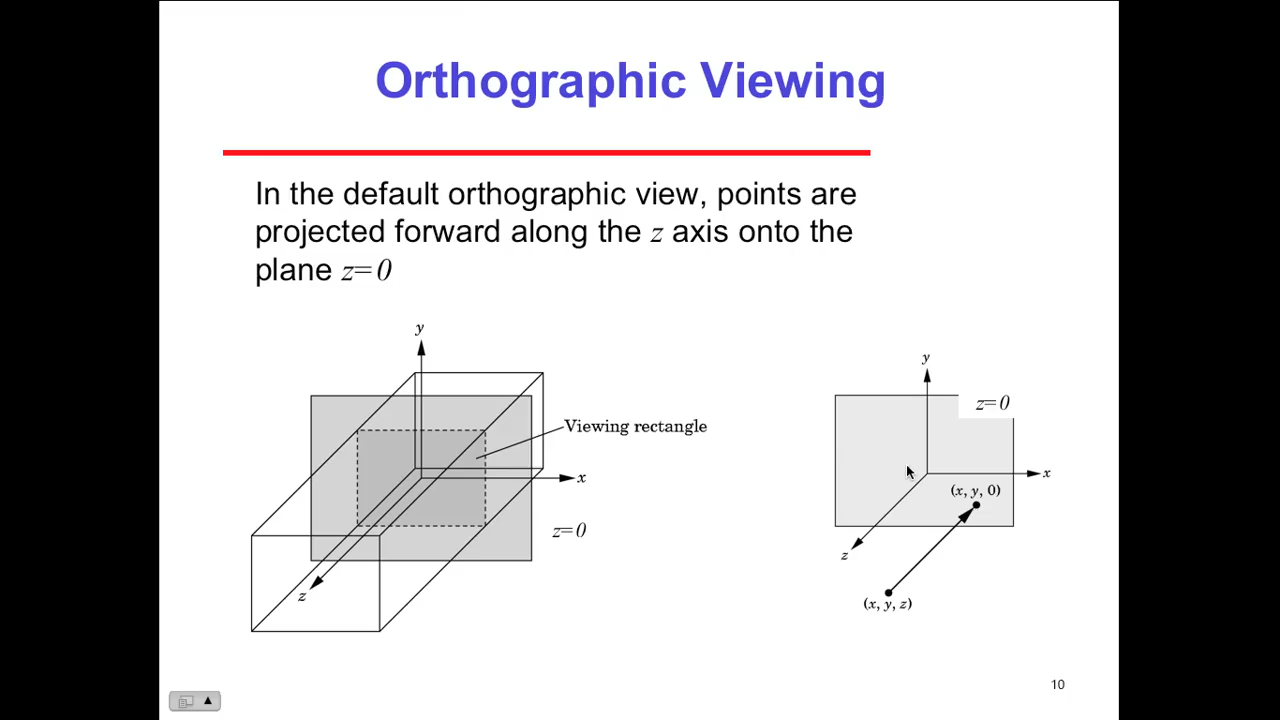 Orthographic Viewing
In the default orthographic view, points are
projected forward along the z axis onto the
plane z=0
y
Viewing rectangle
x
z=0
z
y
z=0
x
(x, y, 0)
z
(x, y, z)
10